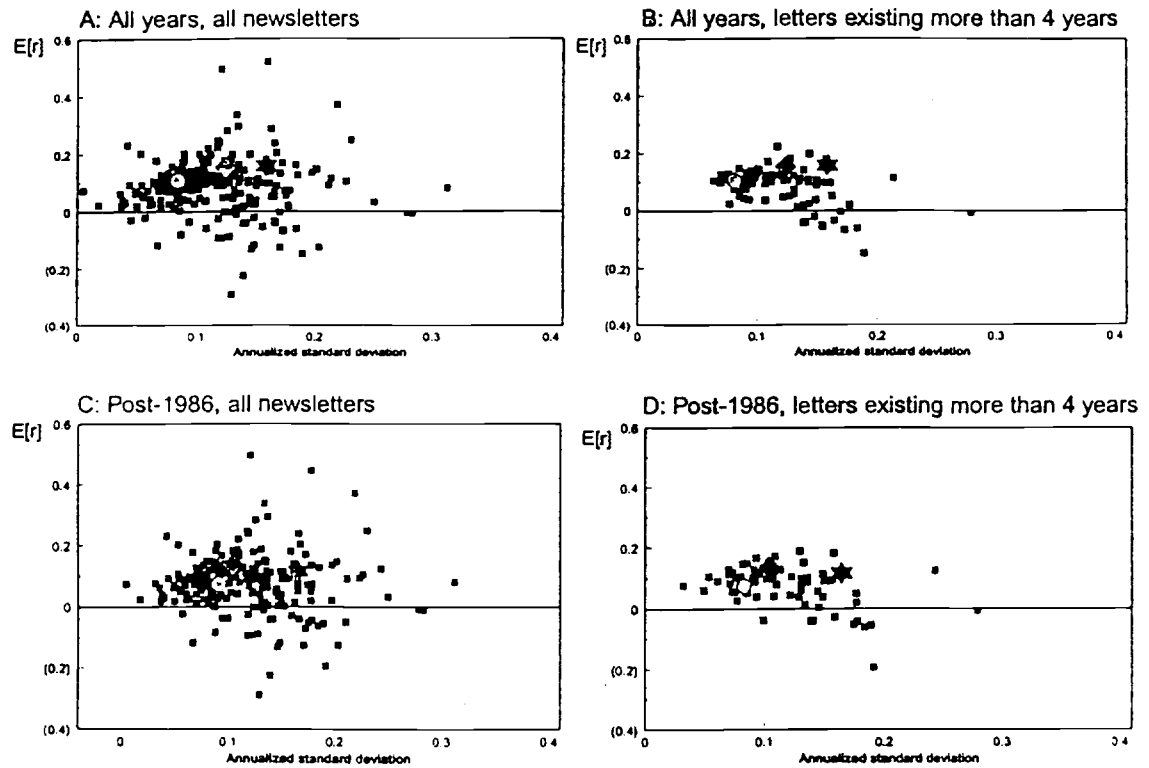 A: All years, all newsletters
E[r]
0.6
0.4
0.2
0
(0.2)
(0.4)
0 0.1 0.2 0.3 0.4
Annualized standard deviation
B: All years, letters existing more than 4 years
E[r]
0.6
0.4
0.2
0
(0.2)
(0.4)
0 0.1 0.2 0.3 0.4
Annualized standard deviation
C: Post-1986, all newsletters
E[r]
0.6
0.4
0.2
0
(0.2)
(0.4)
0 0.1 0.2 0.3 0 4
Annualized standard deviation
D: Post-1986, letters existing more than 4 years
E[r]
0.6
0.4
0.2
0
(0.2)
(0.4)
0 0.1 0.2 0.3 0 4
Annualized standard deviation